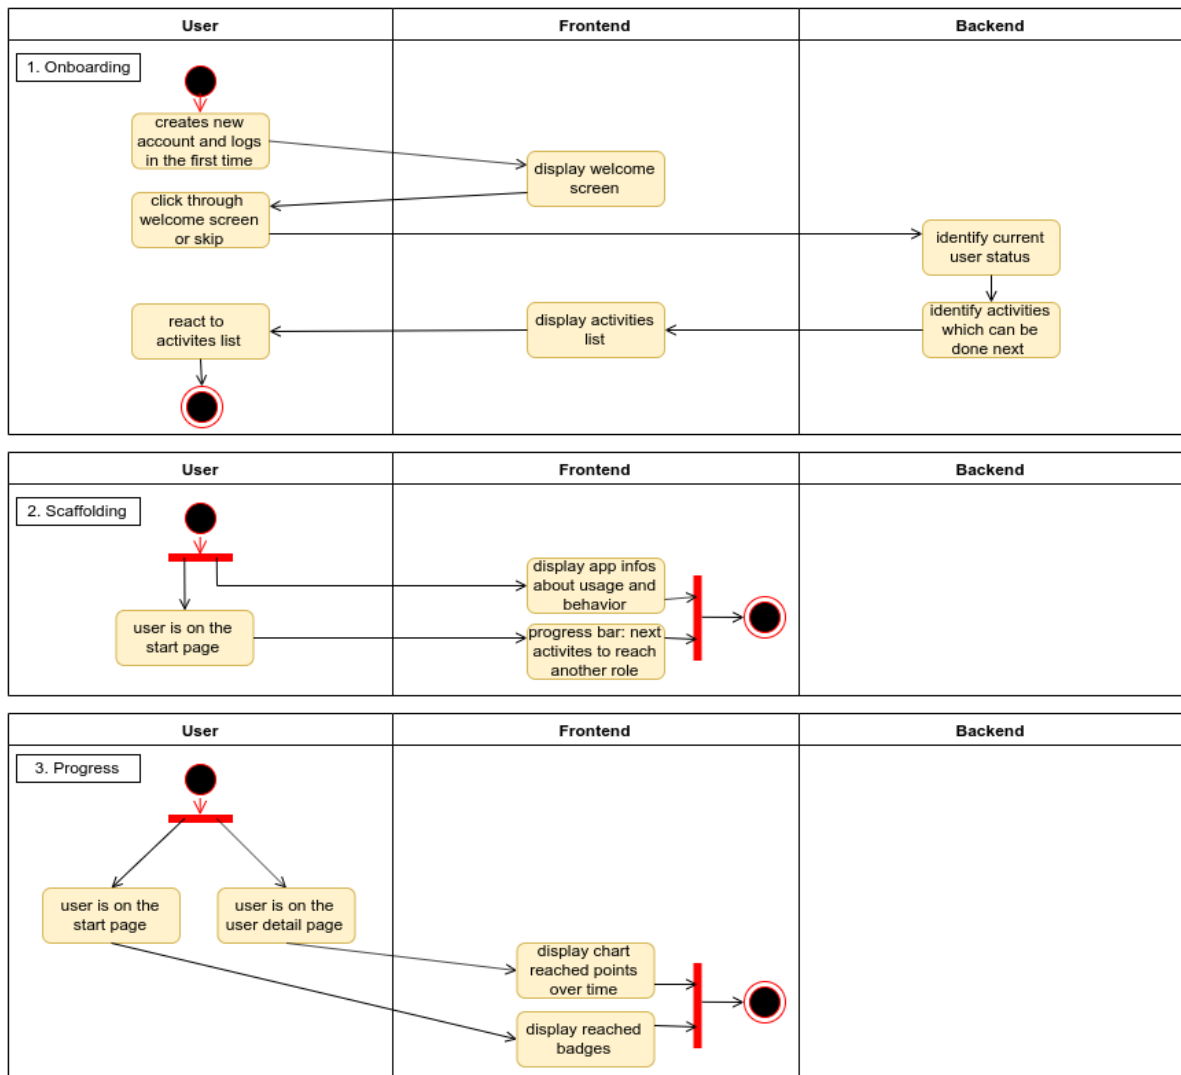 User
Frontend
Backend
1. Onboarding
creates new
account and logs
in the first time
display welcome
screen
click through
welcome screen
or skip
identify current
user status
react to
activites list
display activities
list
identify activities
which can be
done next
User
Frontend
Backend
2. Scaffolding
display app infos
about usage and
behavior
user is on the
start page
progress bar: next
activites to reach
another role
User
Frontend
Backend
3. Progress
user is on the
start page
user is on the
user detail page
display chart
reached points
over time
display reached
badges